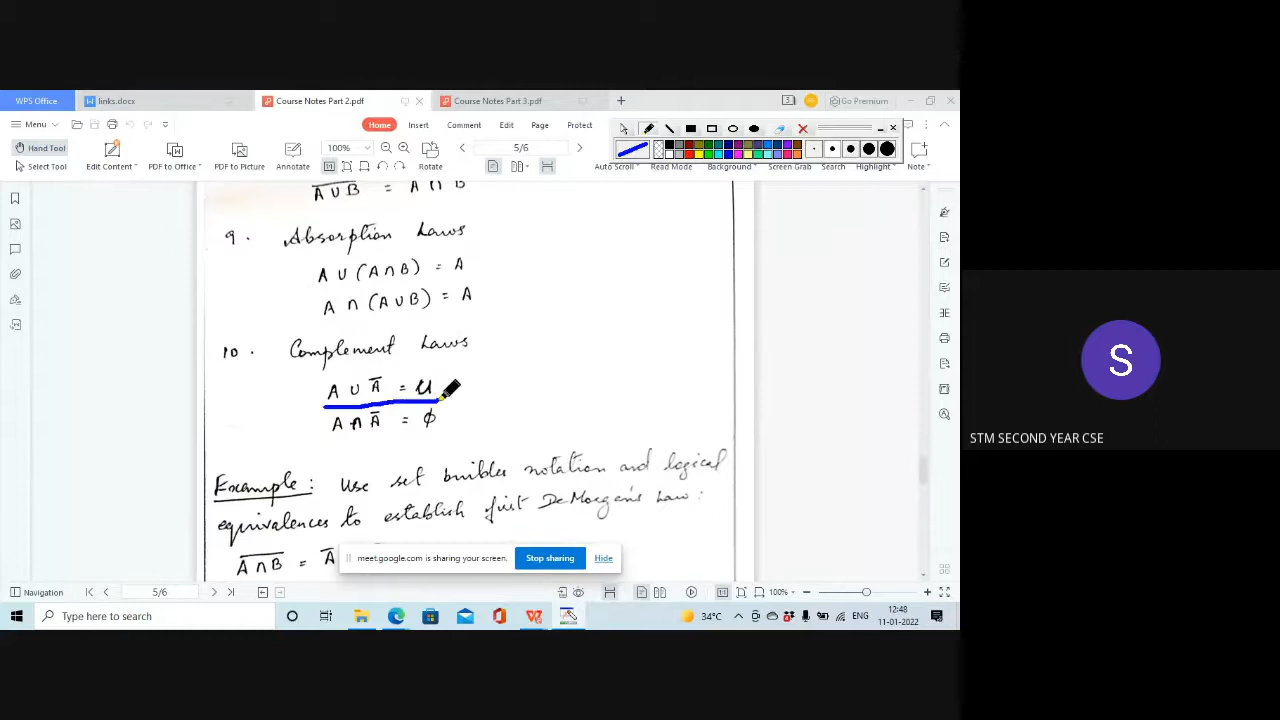 WPS Office links.docx Course Notes Part 2.pdf Course Notes Part 3.pdf Go Premium
Menu Home Insert Comment Edit Page Protect
Hand Tool 100% 5/6
Select Tool Edit Content PDF to Office PDF to Picture Annotate Rotate Auto Scroll Read Mode Background Screen Grab Highlight Note
A ∪ B = A ∩ B
9. Absorption Laws
A ∪ (A ∩ B) = A
A ∩ (A ∪ B) = A
10. Complement Laws
A ∪ A̅ = U
A ∩ A̅ = φ
Example: Use set builder notation and logical
equivalences to establish first DeMorgan's Law:
A̅ ̅∩̅ ̅B̅ = A̅
meet.google.com is sharing your screen. Stop sharing Hide
Navigation 5/6 100%
Type here to search 34°C ENG 12:48
11-01-2022
S
STM SECOND YEAR CSE